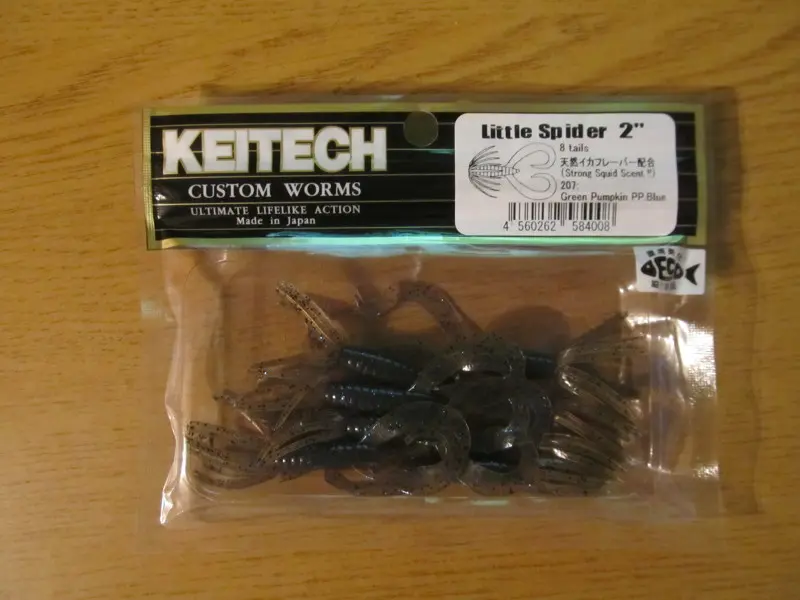 KEITECH
CUSTOM WORMS
ULTIMATE LIFELIKE ACTION
Made in Japan
Little Spider 2"
8 tails
天然イカフレーバー配合
(Strong Squid Scent !!)
207:
Green Pumpkin PP.Blue
4 560262 584008
ECO